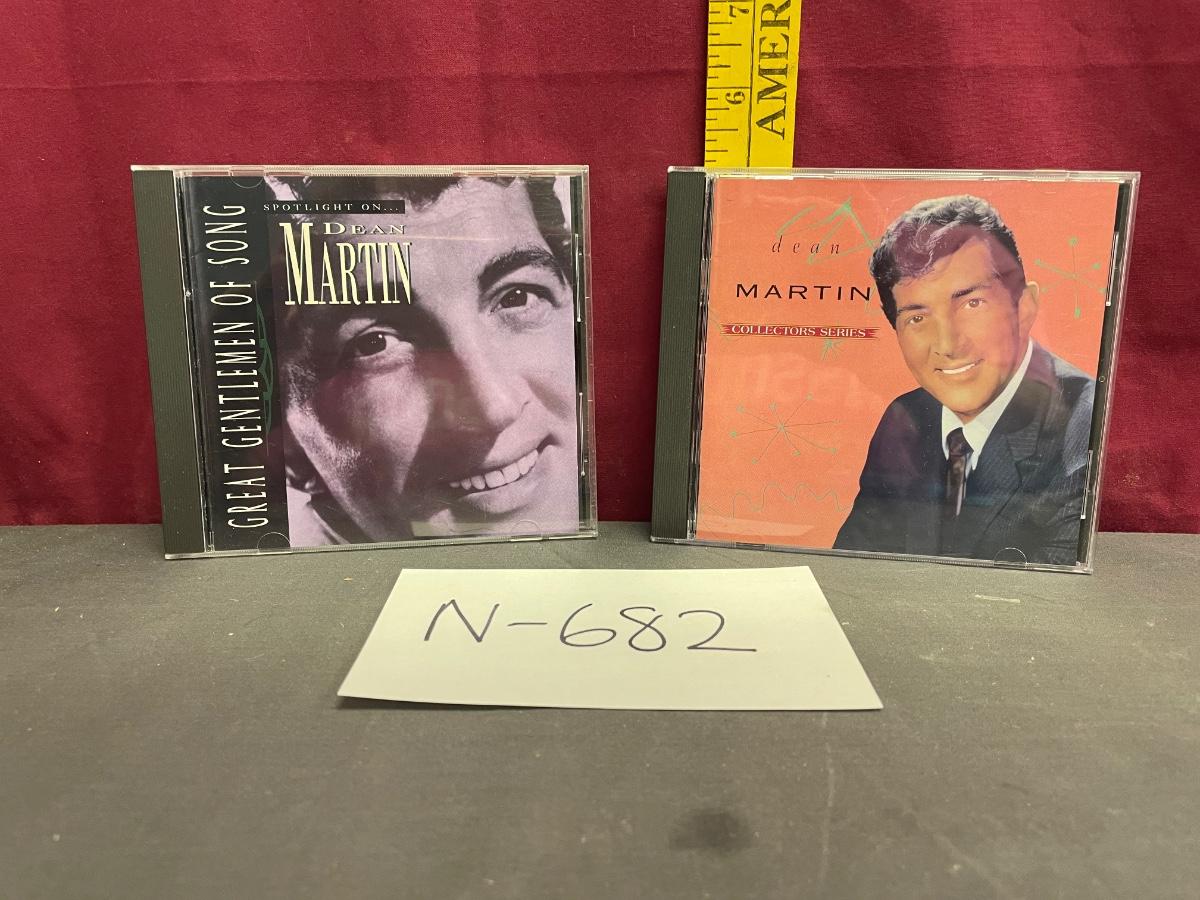 7
6
AMER
GREAT GENTLEMEN OF SONG
SPOTLIGHT ON...
DEAN
MARTIN
dean
MARTIN
COLLECTORS SERIES
N-682